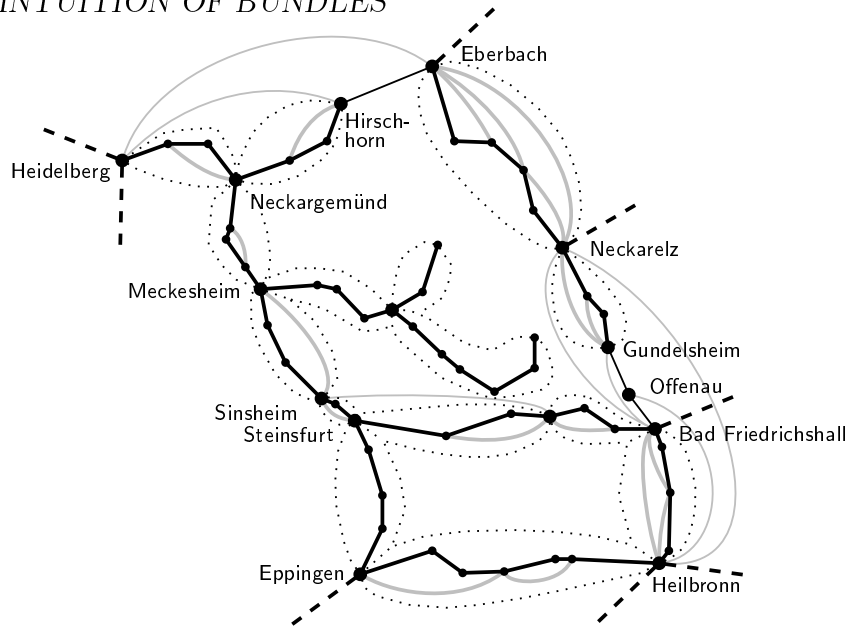 INTUITION OF BUNDLES
Eberbach
Hirsch-
horn
Heidelberg
Neckargemünd
Neckarelz
Meckesheim
Gundelsheim
Offenau
Sinsheim
Steinsfurt
Bad Friedrichshall
Eppingen
Heilbronn